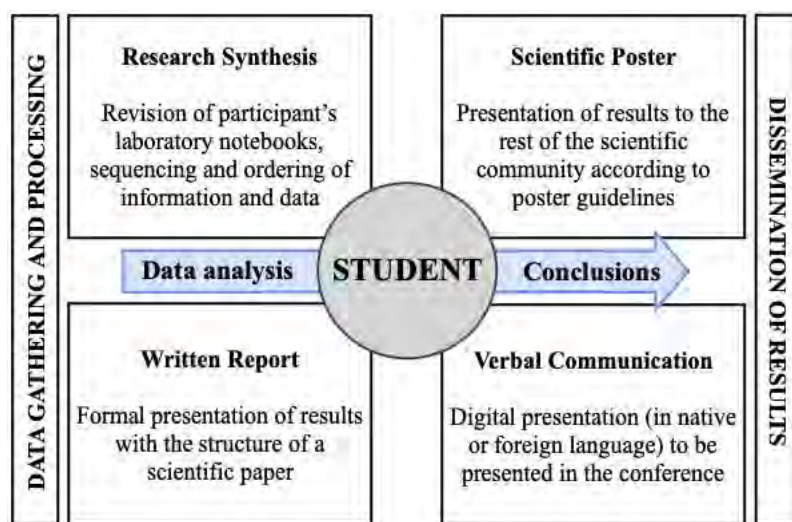 DATA GATHERING AND PROCESSING
Research Synthesis
Revision of participant's
laboratory notebooks,
sequencing and ordering of
information and data
Scientific Poster
Presentation of results to the
rest of the scientific
community according to
poster guidelines
Data analysis
STUDENT
Conclusions
Written Report
Formal presentation of results
with the structure of a
scientific paper
Verbal Communication
Digital presentation (in native
or foreign language) to be
presented in the conference
DISSEMINATION OF RESULTS